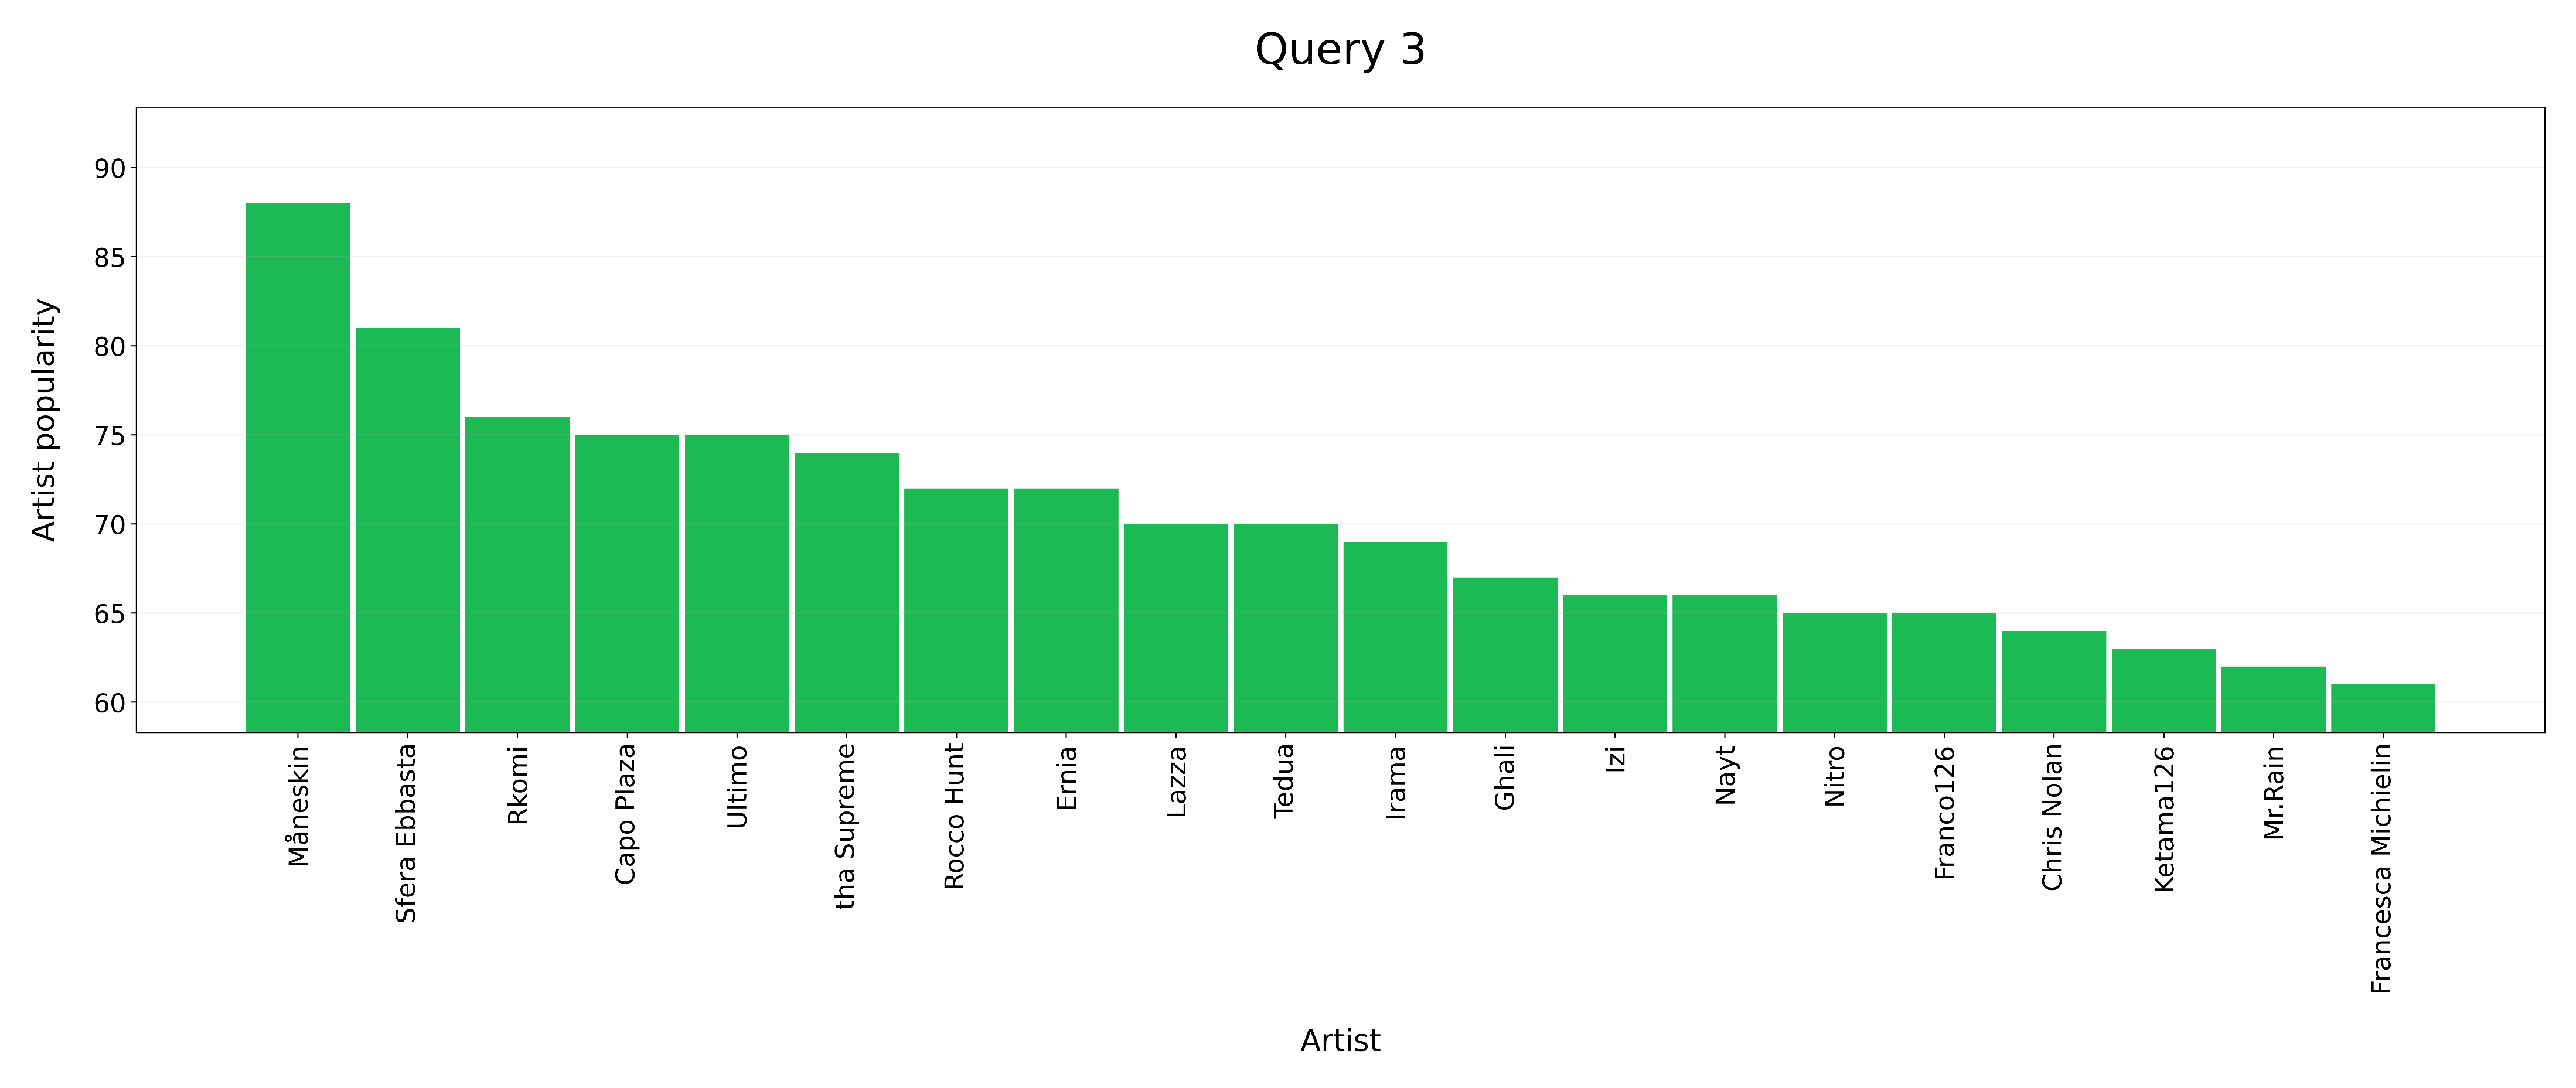 Query 3
Artist popularity
90
85
80
75
70
65
60
Måneskin
Sfera Ebbasta
Rkomi
Capo Plaza
Ultimo
tha Supreme
Rocco Hunt
Ernia
Lazza
Tedua
Irama
Ghali
Izi
Nayt
Nitro
Franco126
Chris Nolan
Ketama126
Mr.Rain
Francesca Michielin
Artist